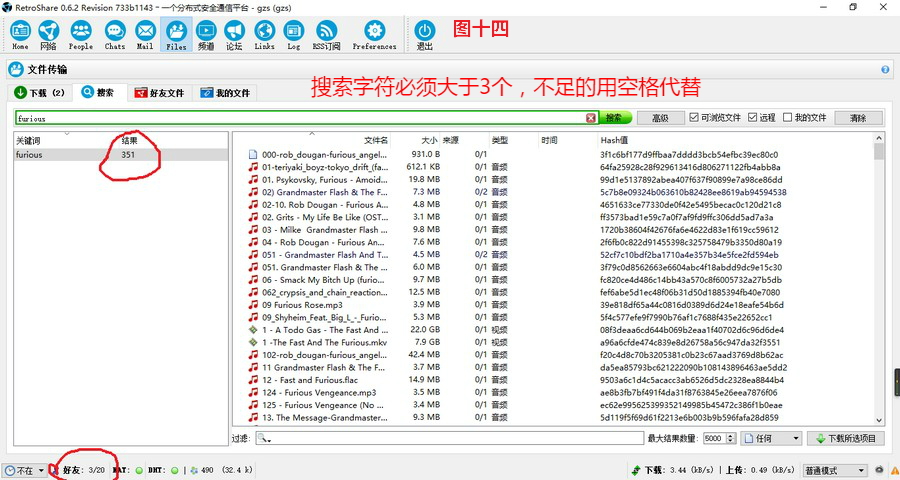 RetroShare 0.6.2 Revision 733b1143 - 一个分布式安全通信平台 - gzs (gzs)
图十四
Home 网络 People Chats Mail Files 频道 论坛 Links Log RSS订阅 Preferences 退出
文件传输
下载 (2) 搜索 好友文件 我的文件
搜索字符必须大于3个，不足的用空格代替
furious 搜索 高级 可浏览文件 远程 我的文件 清除
关键词 结果 文件名 大小 来源 类型 时间 Hash值
furious 351 000-rob_dougan-furious_angel... 931.0 B 0/1 3f1c6bf177d9ffbaa7dddd3bcb54efbc39ec80c0
01-teriyaki_boyz-tokyo_drift_(fa... 612.1 KB 0/1 音频 64fa25928c28f929613416d806271122fb4abb8a
01. Psykovsky, Furious - Amoid... 19.8 MB 0/1 音频 99d1e5137892abea407f637f90899e7a98ce86dd
02) Grandmaster Flash & The F... 7.3 MB 0/2 音频 5c7b8e09324b063610b82428ee8619ab94594538
02-10. Rob Dougan - Furious A... 4.8 MB 0/1 音频 4651633ce77330de0f42e5495becac0c120d21c8
02. Grits - My Life Be Like (OST... 3.1 MB 0/1 音频 ff3573bad1e59c7a0f7af9fd9ffc306dd5ad7a3a
03 - Milke Grandmaster Flash ... 9.8 MB 0/1 音频 1720b38604f42676fa6e4622d83e1f619cc59612
04 - Rob Dougan - Furious An... 7.6 MB 0/1 音频 2f6fb0c822d91455398c325758479b3350d80a19
051 - Grandmaster Flash And T... 4.5 MB 0/2 音频 52cf7c10bdf2ba1710a4e357b34e5fce2fd594eb
051. Grandmaster Flash & The ... 6.0 MB 0/1 音频 3f79c0d8562663e6604abc4f18abdd9dc9e15c30
06 - Smack My Bitch Up (furio... 9.7 MB 0/1 音频 fc820ce4d486c14bb43a570c8f6005732a27b5db
062_crypsis_and_chain_reaction... 12.5 MB 0/1 音频 fef6abe5d1ec48f06b31d50d1885394fb40e7080
09 Furious Rose.mp3 3.9 MB 0/1 音频 39e818df65a44c0816d0389d6d24e18eafe54b6d
09_Shyheim_Feat._Big_L_-_Furio... 5.3 MB 0/1 音频 5f4c577efe9f7990b76af1c7688f435e22652cc1
1 - A Todo Gas - The Fast And ... 22.0 GB 0/1 视频 08f3deaa6cd644b069b2eaa1f40702d6c96d6de4
1 -The Fast And The Furious.mkv 7.9 GB 0/1 视频 a96a6cfde474c839e8d26758a56c947da32f3551
102-rob_dougan-furious_angel... 42.4 MB 0/1 音频 f20c4d8c70b3205381c0b23c67aad3769d8b62ac
11 Grandmaster Flash & The F... 3.7 MB 0/1 音频 da5ea85793bc621222090b108143896463ae5dd2
12 - Fast and Furious.flac 14.9 MB 0/1 音频 9503a6c1d4c5acacc3ab6526d5dc2328ea8844b4
124 - Furious Vengeance.mp3 3.5 MB 0/1 音频 ae8b3fb7bf491f4da31f8763845e26eea7876f06
125 - Furious Vengeance (No ... 3.4 MB 0/1 音频 ec62e995625399352149985b45472c386f1b0eae
13. The Message-Grandmaster... 9.3 MB 0/1 音频 5d119f5f69d61f2213e6b003b9b596fafa28d859
过滤: 最大结果数量: 5000 任何 下载所选项目
不在 好友: 3/20 NAT: DHT: 490 (32.4 k) 下载: 3.44 (kB/s) | 上传: 0.49 (kB/s) 普通模式